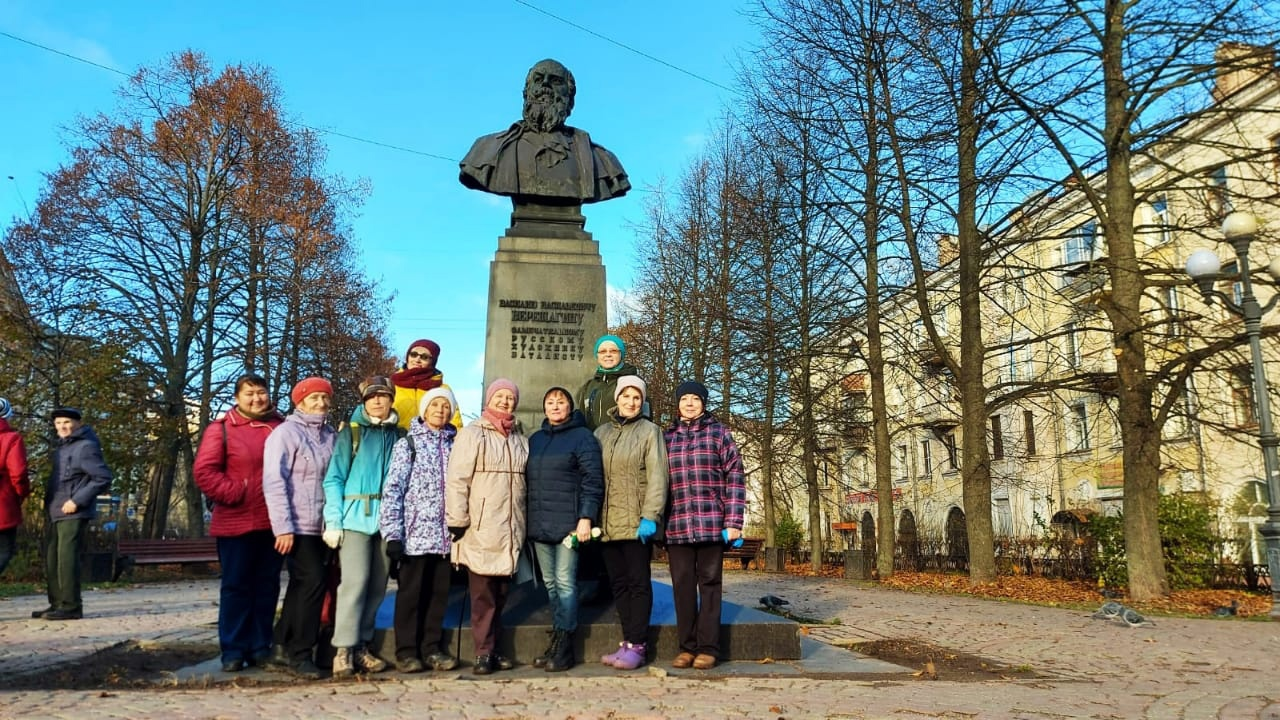 ВАСИЛИЮ ВАСИЛЬЕВИЧУ
ВЕРЕЩАГИНУ
ЗАМЕЧАТЕЛЬНОМУ
РУССКОМУ
ХУДОЖНИКУ
БАТАЛИСТУ